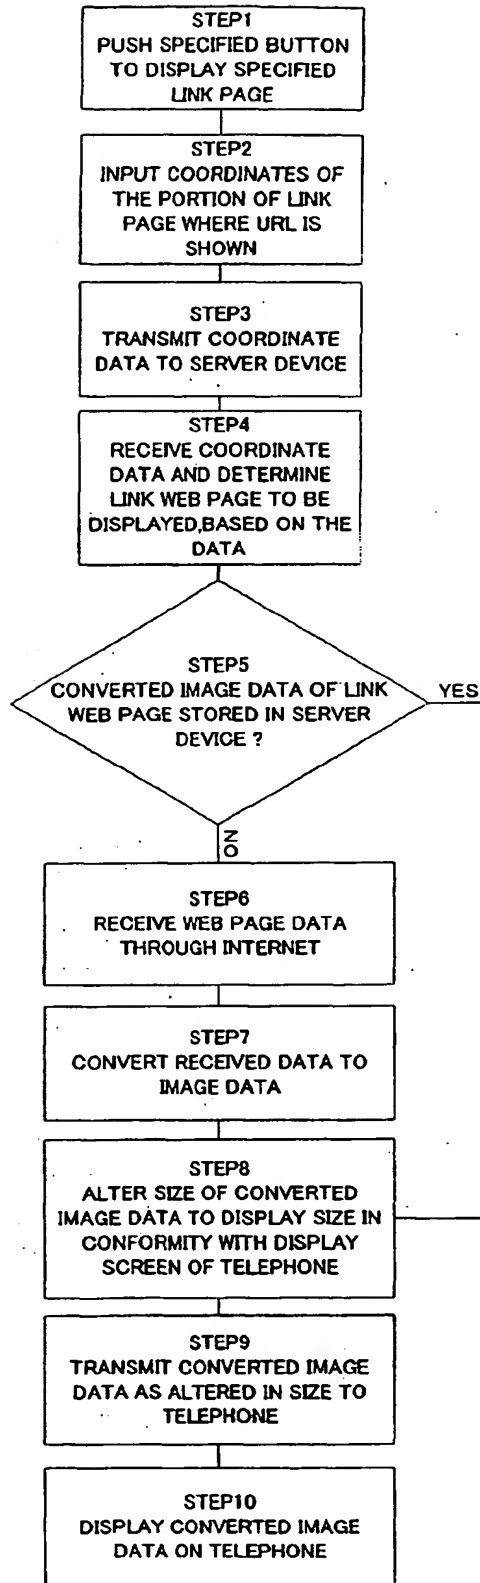 STEP1
PUSH SPECIFIED BUTTON
TO DISPLAY SPECIFIED
LINK PAGE
STEP2
INPUT COORDINATES OF
THE PORTION OF LINK
PAGE WHERE URL IS
SHOWN
STEP3
TRANSMIT COORDINATE
DATA TO SERVER DEVICE
STEP4
RECEIVE COORDINATE
DATA AND DETERMINE
LINK WEB PAGE TO BE
DISPLAYED,BASED ON THE
DATA
STEP5
CONVERTED IMAGE DATA OF LINK
WEB PAGE STORED IN SERVER
DEVICE ?
YES
NO
STEP6
RECEIVE WEB PAGE DATA
THROUGH INTERNET
STEP7
CONVERT RECEIVED DATA TO
IMAGE DATA
STEP8
ALTER SIZE OF CONVERTED
IMAGE DATA TO DISPLAY SIZE IN
CONFORMITY WITH DISPLAY
SCREEN OF TELEPHONE
STEP9
TRANSMIT CONVERTED IMAGE
DATA AS ALTERED IN SIZE TO
TELEPHONE
STEP10
DISPLAY CONVERTED IMAGE
DATA ON TELEPHONE